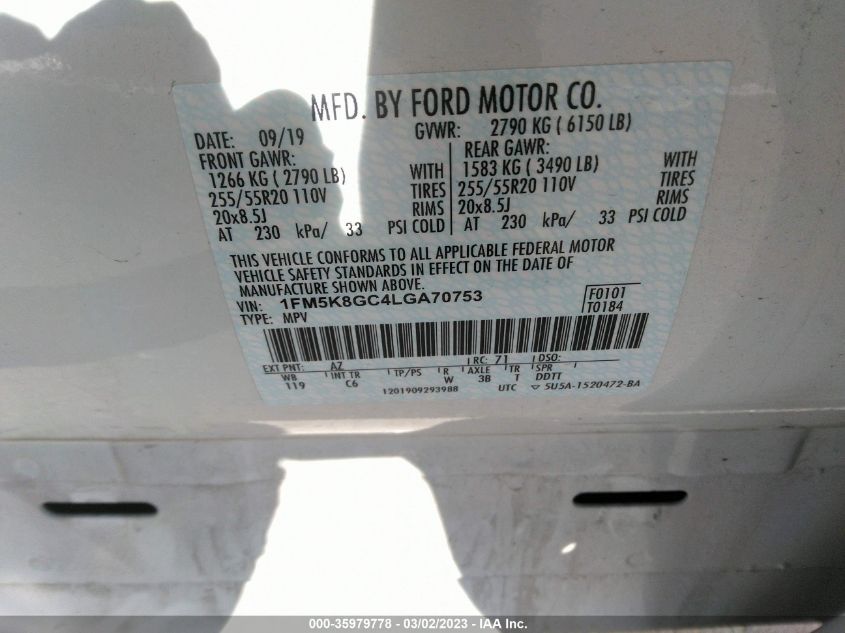 MFD. BY FORD MOTOR CO.
DATE: 09/19 GVWR: 2790 KG ( 6150 LB)
FRONT GAWR: REAR GAWR:
1266 KG ( 2790 LB) WITH 1583 KG ( 3490 LB) WITH
255/55R20 110V TIRES 255/55R20 110V TIRES
20x8.5J RIMS 20x8.5J RIMS
AT 230 kPa/ 33 PSI COLD AT 230 kPa/ 33 PSI COLD
THIS VEHICLE CONFORMS TO ALL APPLICABLE FEDERAL MOTOR
VEHICLE SAFETY STANDARDS IN EFFECT ON THE DATE OF
MANUFACTURE SHOWN ABOVE.
VIN: 1FM5K8GC4LGA70753 F0101
TYPE: MPV T0184
EXT PNT: AZ RC: 71 DSO:
WB INT TR TP/PS R AXLE TR SPR
119 C6 W 3B T DDTT
1201909293988 UTC ▽ 5U5A-1520472-BA
000-35979778 - 03/02/2023 - IAA Inc.